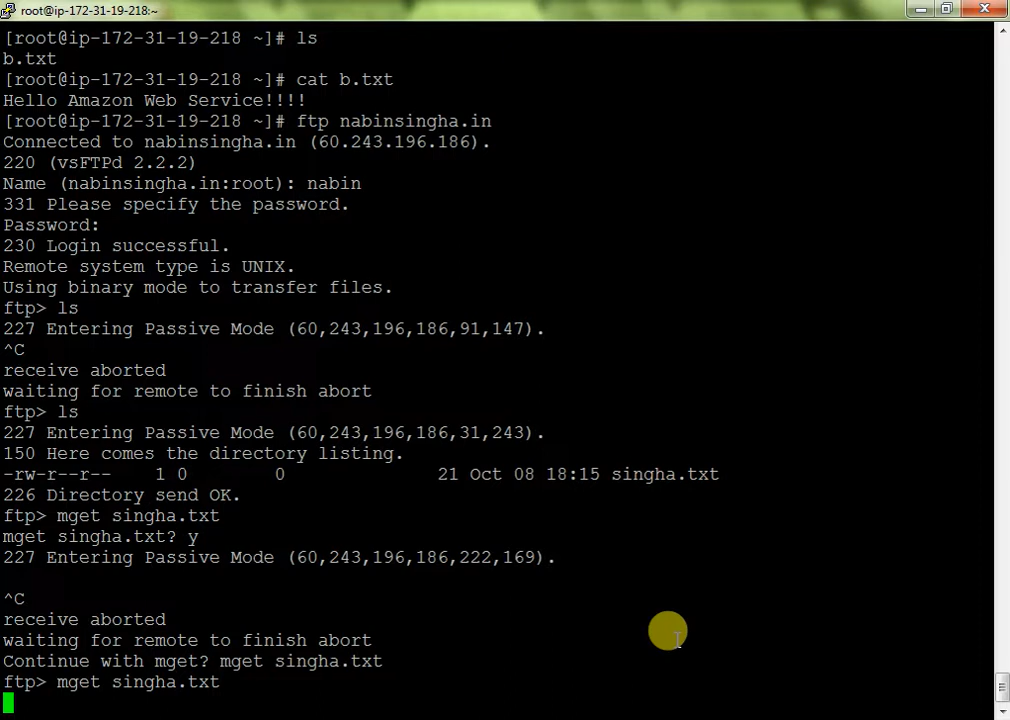 root@ip-172-31-19-218:~
[root@ip-172-31-19-218 ~]# ls
b.txt
[root@ip-172-31-19-218 ~]# cat b.txt
Hello Amazon Web Service!!!!
[root@ip-172-31-19-218 ~]# ftp nabinsingha.in
Connected to nabinsingha.in (60.243.196.186).
220 (vsFTPd 2.2.2)
Name (nabinsingha.in:root): nabin
331 Please specify the password.
Password:
230 Login successful.
Remote system type is UNIX.
Using binary mode to transfer files.
ftp> ls
227 Entering Passive Mode (60,243,196,186,91,147).
^C
receive aborted
waiting for remote to finish abort
ftp> ls
227 Entering Passive Mode (60,243,196,186,31,243).
150 Here comes the directory listing.
-rw-r--r--    1 0        0              21 Oct 08 18:15 singha.txt
226 Directory send OK.
ftp> mget singha.txt
mget singha.txt? y
227 Entering Passive Mode (60,243,196,186,222,169).
^C
receive aborted
waiting for remote to finish abort
Continue with mget? mget singha.txt
ftp> mget singha.txt